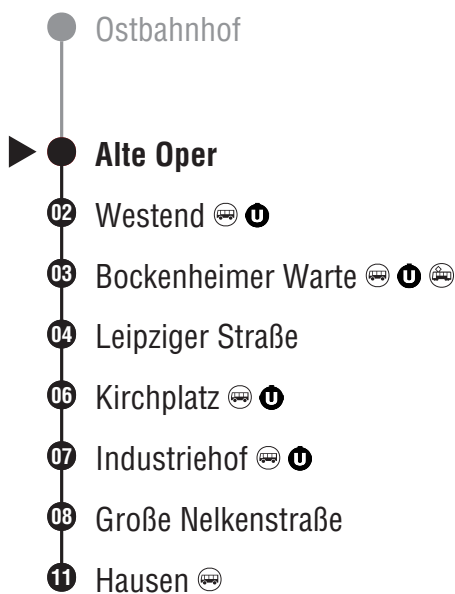 Ostbahnhof
Alte Oper
02 Westend U
03 Bockenheimer Warte U
04 Leipziger Straße
06 Kirchplatz U
07 Industriehof U
08 Große Nelkenstraße
11 Hausen